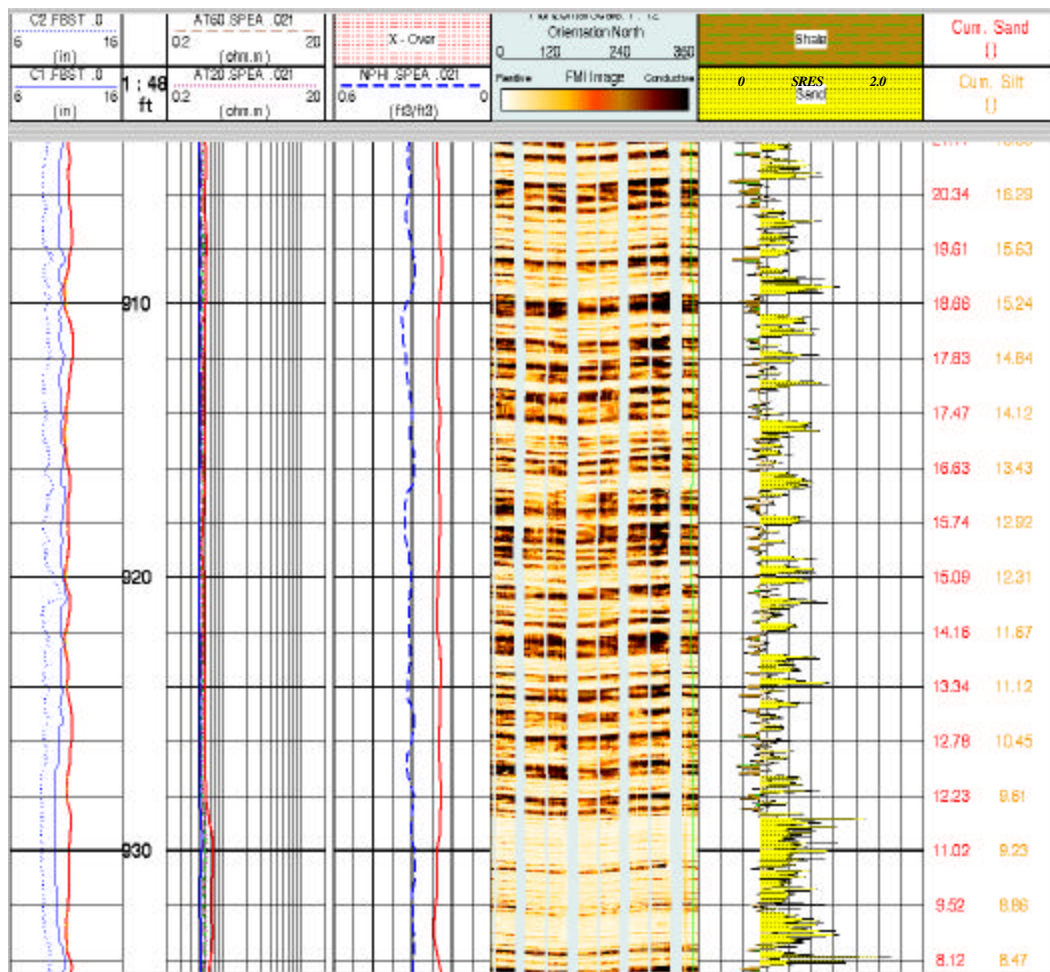 C2.FBST .0
6 16
(in)
C1.FBST .0
6 16
(in)
1 : 48
ft
AT60.SPEA .021
0.2 20
(ohm.m)
AT20.SPEA .021
0.2 20
(ohm.m)
X - Over
NPHI .SPEA .021
0.6 0
(ft3/ft3)
Orientation North
0 120 240 360
Resistive FMI Image Conductive
Shale
0 SRES 2.0
Sand
Cum. Sand
()
Cum. Silt
()
20.34 16.29
19.61 15.63
910 18.66 15.24
17.83 14.84
17.47 14.12
16.63 13.43
15.74 12.92
920 15.09 12.31
14.16 11.67
13.34 11.12
12.78 10.45
12.23 9.61
930 11.02 9.23
9.52 8.86
8.12 8.47